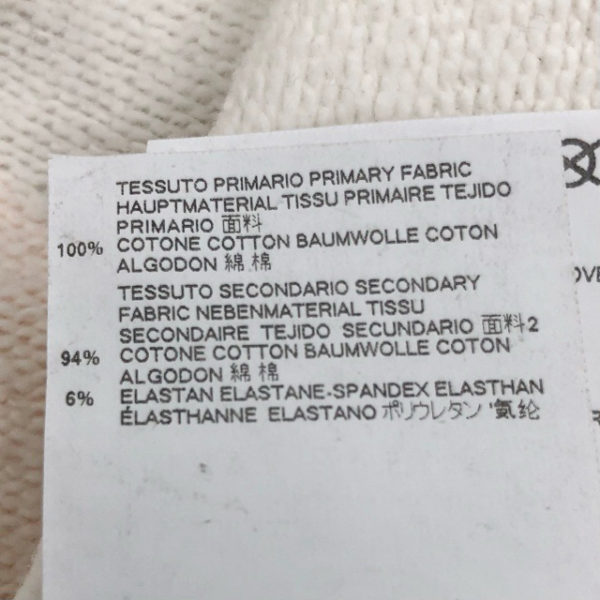 TESSUTO PRIMARIO PRIMARY FABRIC
HAUPTMATERIAL TISSU PRIMAIRE TEJIDO
PRIMARIO 面料
100% COTONE COTTON BAUMWOLLE COTON
ALGODON 綿 棉
TESSUTO SECONDARIO SECONDARY
FABRIC NEBENMATERIAL TISSU
SECONDAIRE TEJIDO SECUNDARIO 面料2
94% COTONE COTTON BAUMWOLLE COTON
ALGODON 綿 棉
6% ELASTAN ELASTANE-SPANDEX ELASTHAN
ÉLASTHANNE ELASTANO ポリウレタン '氨纶